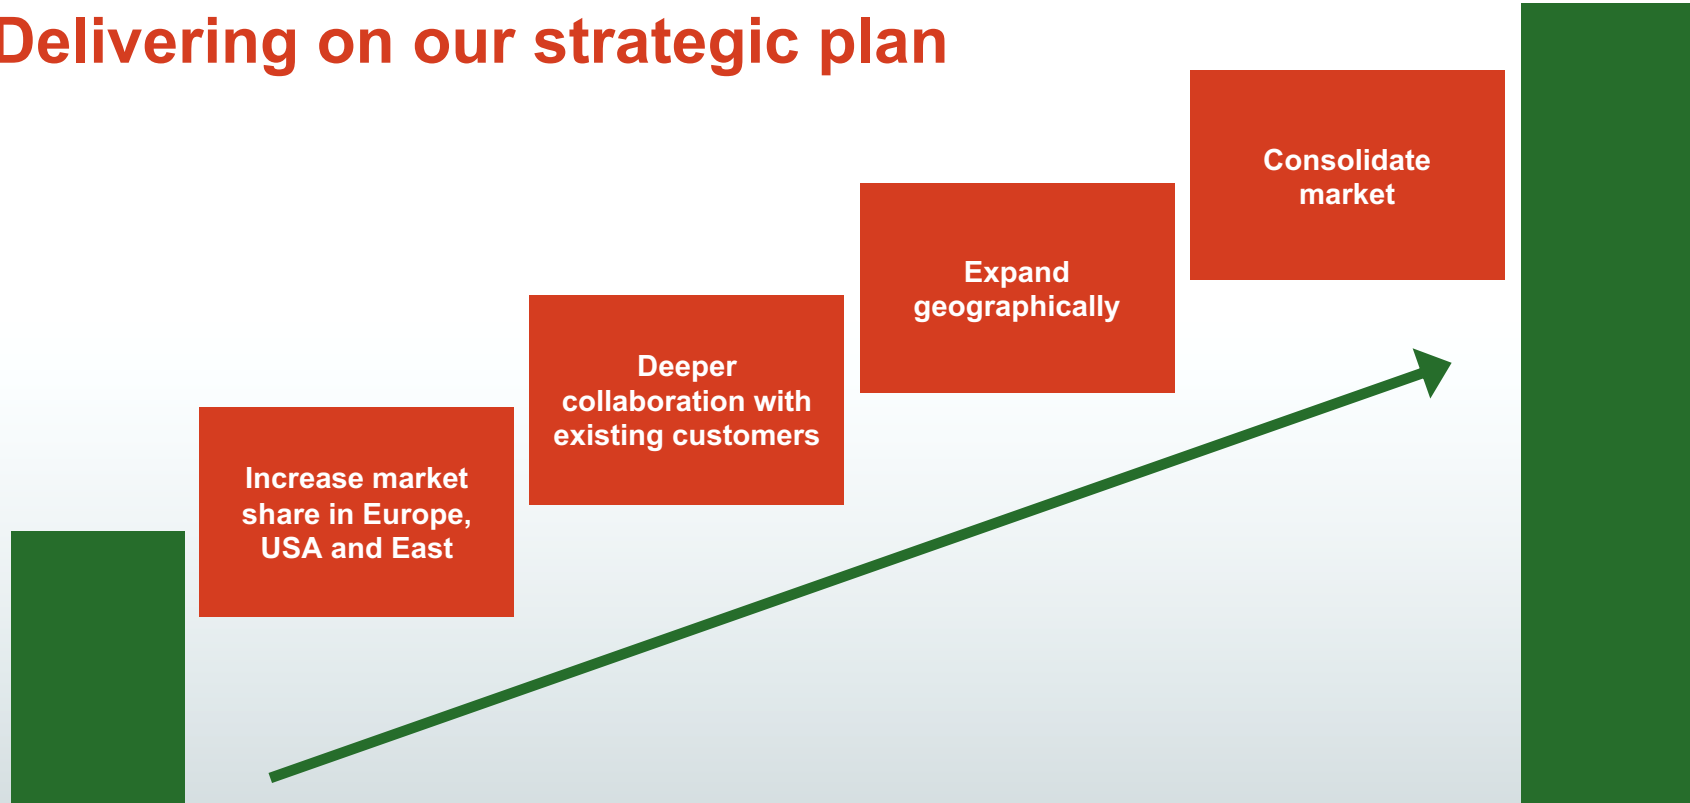 Delivering on our strategic plan
Consolidate
market
Expand
geographically
Deeper
collaboration with
existing customers
Increase market
share in Europe,
USA and East